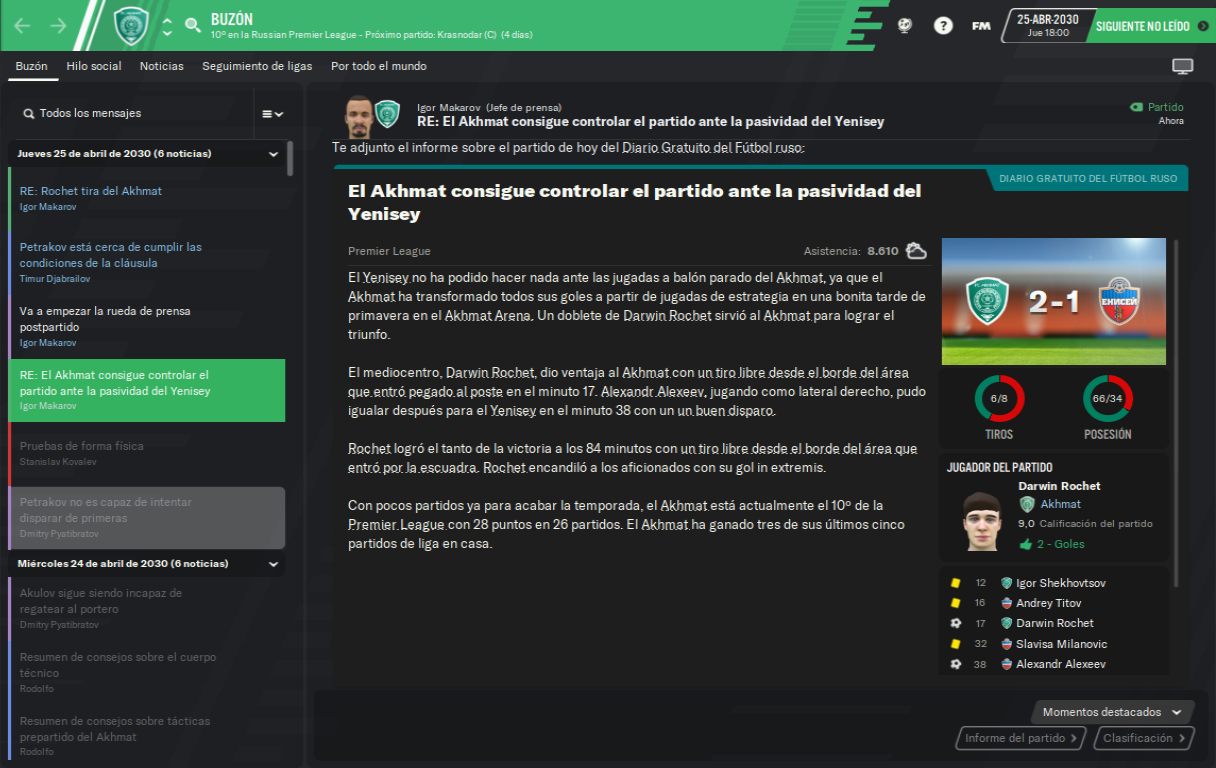 BUZÓN
10º en la Russian Premier League - Próximo partido: Krasnodar (C) (4 días)
?
FM
25-ABR-2030
Jue 18:00
SIGUIENTE NO LEÍDO
Buzón
Hilo social
Noticias
Seguimiento de ligas
Por todo el mundo
Todos los mensajes
Jueves 25 de abril de 2030 (6 noticias)
RE: Rochet tira del Akhmat
Igor Makarov
Petrakov está cerca de cumplir las
condiciones de la cláusula
Timur Djabrailov
Va a empezar la rueda de prensa
postpartido
Igor Makarov
RE: El Akhmat consigue controlar el
partido ante la pasividad del Yenisey
Igor Makarov
Pruebas de forma física
Stanislav Kovalev
Petrakov no es capaz de intentar
disparar de primeras
Dmitry Pyatibratov
Miércoles 24 de abril de 2030 (6 noticias)
Akulov sigue siendo incapaz de
regatear al portero
Dmitry Pyatibratov
Resumen de consejos sobre el cuerpo
técnico
Rodolfo
Resumen de consejos sobre tácticas
prepartido del Akhmat
Rodolfo
Igor Makarov (Jefe de prensa)
RE: El Akhmat consigue controlar el partido ante la pasividad del Yenisey
Partido
Ahora
Te adjunto el informe sobre el partido de hoy del Diario Gratuito del Fútbol ruso:
DIARIO GRATUITO DEL FÚTBOL RUSO
El Akhmat consigue controlar el partido ante la pasividad del
Yenisey
Premier League
Asistencia: 8.610
El Yenisey no ha podido hacer nada ante las jugadas a balón parado del Akhmat, ya que el
Akhmat ha transformado todos sus goles a partir de jugadas de estrategia en una bonita tarde de
primavera en el Akhmat Arena. Un doblete de Darwin Rochet sirvió al Akhmat para lograr el
triunfo.
El mediocentro, Darwin Rochet, dio ventaja al Akhmat con un tiro libre desde el borde del área
que entró pegado al poste en el minuto 17. Alexandr Alexeev, jugando como lateral derecho, pudo
igualar después para el Yenisey en el minuto 38 con un un buen disparo.
Rochet logró el tanto de la victoria a los 84 minutos con un tiro libre desde el borde del área que
entró por la escuadra. Rochet encandiló a los aficionados con su gol in extremis.
Con pocos partidos ya para acabar la temporada, el Akhmat está actualmente el 10º de la
Premier League con 28 puntos en 26 partidos. El Akhmat ha ganado tres de sus últimos cinco
partidos de liga en casa.
2-1
ЕНИСЕЙ
6/8
66/34
TIROS
POSESIÓN
JUGADOR DEL PARTIDO
Darwin Rochet
Akhmat
9,0 Calificación del partido
2 - Goles
12 Igor Shekhovtsov
16 Andrey Titov
17 Darwin Rochet
32 Slavisa Milanovic
38 Alexandr Alexeev
Momentos destacados
Informe del partido
Clasificación